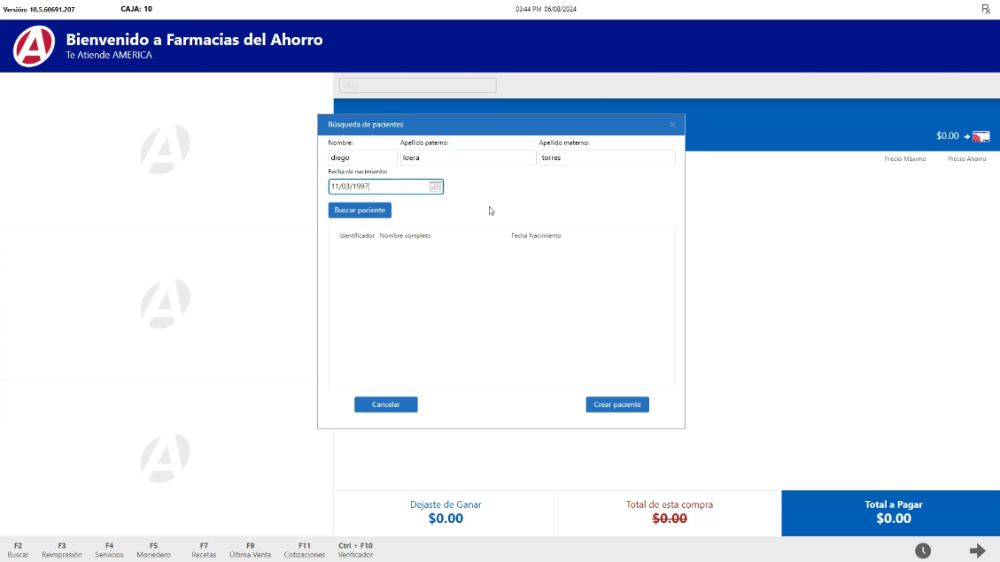 Versión: 10.5.60691.207
CAJA: 10
03:44 PM 06/08/2024
Bienvenido a Farmacias del Ahorro
Te Atiende AMERICA
SKU
Búsqueda de pacientes
Nombre: Apellido paterno: Apellido materno:
diego loera torres
Fecha de nacimiento:
11/03/1997
Buscar paciente
Identificador Nombre completo Fecha Nacimiento
Cancelar Crear paciente
$0.00
Precio Máximo Precio Ahorro
Dejaste de Ganar
$0.00
Total de esta compra
$0.00
Total a Pagar
$0.00
F2 F3 F4 F5 F7 F9 F11 Ctrl + F10
Buscar Reimpresión Servicios Monedero Recetas Última Venta Cotizaciones Verificador